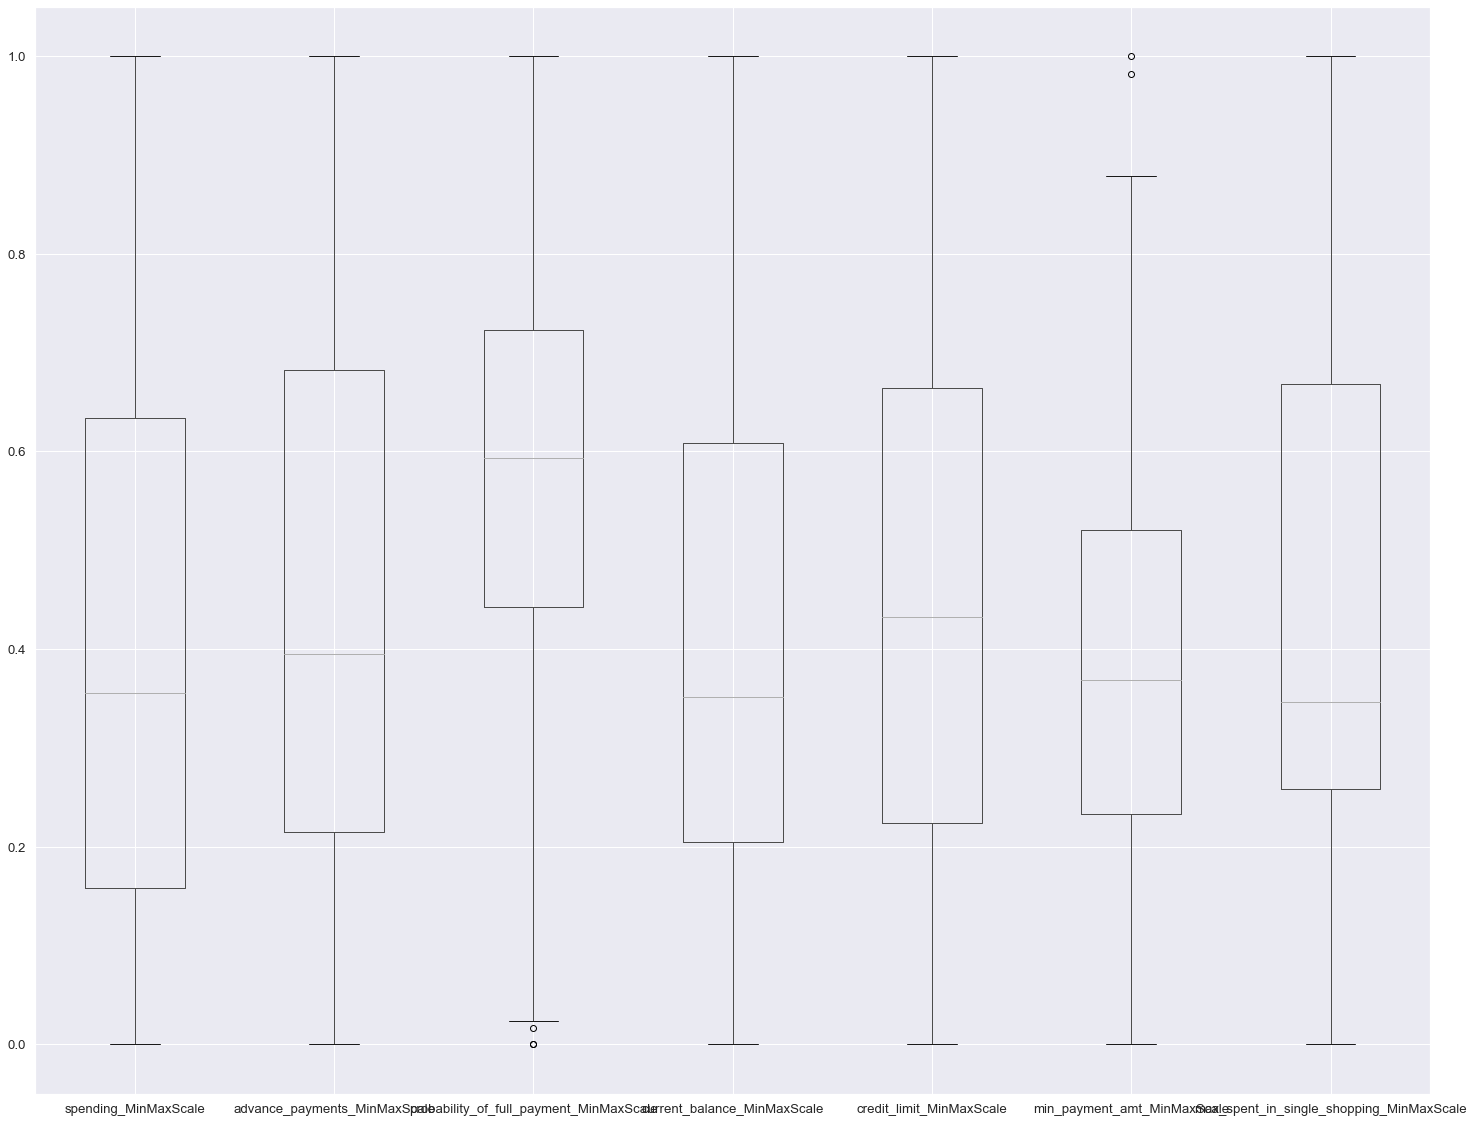 1.0
0.8
0.6
0.4
0.2
0.0
spending_MinMaxScale
advance_payments_MinMaxScale
probability_of_full_payment_MinMaxScale
current_balance_MinMaxScale
credit_limit_MinMaxScale
min_payment_amt_MinMaxScale
max_spent_in_single_shopping_MinMaxScale